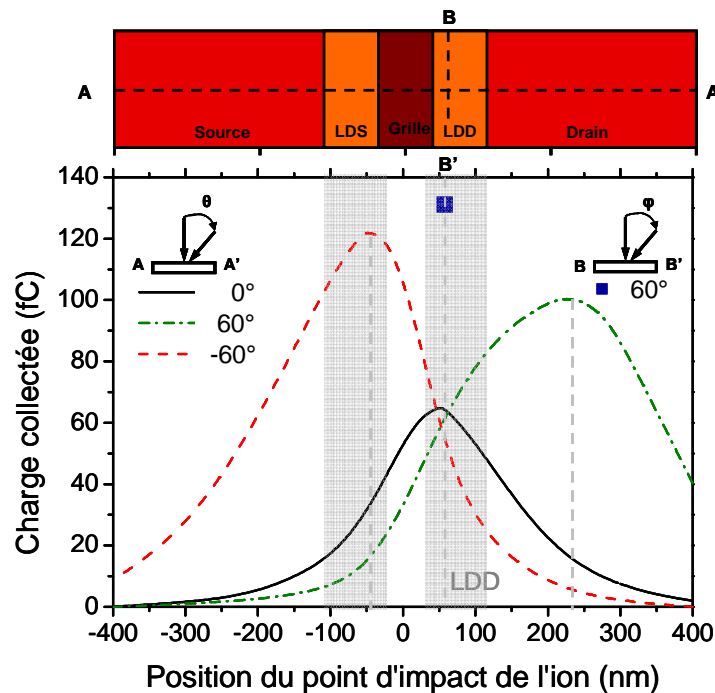 B
A
A
Source
LDS
Grille
LDD
Drain
B'
140
120
100
80
60
40
20
0
Charge collectée (fC)
θ
A
A'
0°
60°
-60°
φ
B
B'
60°
LDD
-400
-300
-200
-100
0
100
200
300
400
Position du point d'impact de l'ion (nm)